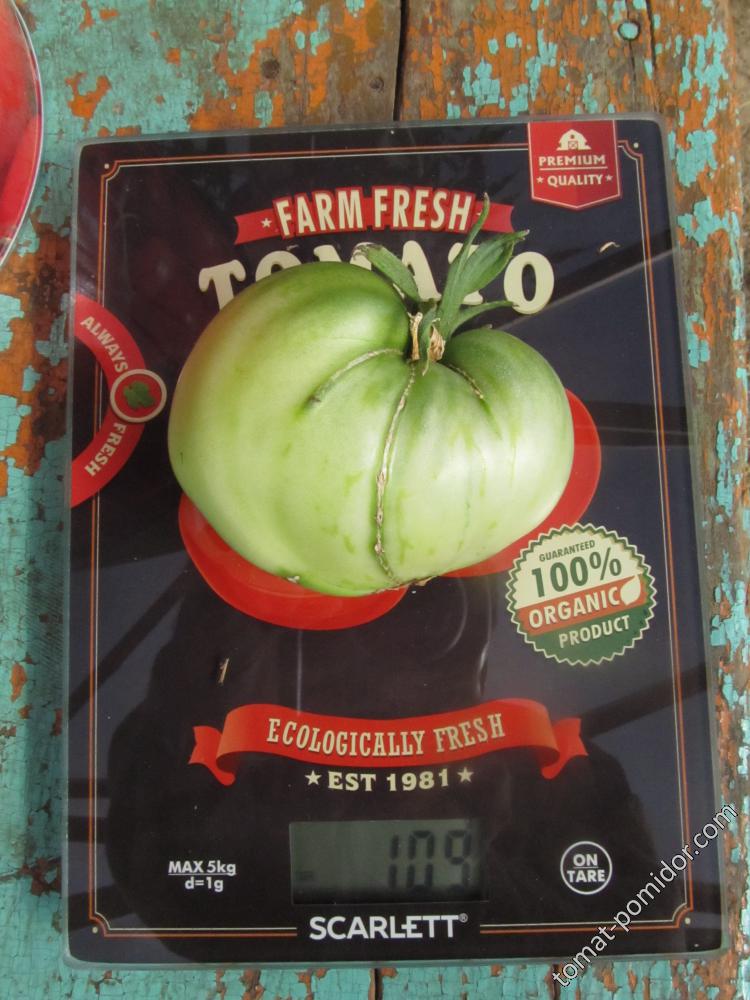 PREMIUM
QUALITY
FARM FRESH
TOMATO
ALWAYS
FRESH
GUARANTEED
100%
ORGANIC
PRODUCT
ECOLOGICALLY FRESH
EST 1981
109
MAX 5kg
d=1g
ON
TARE
SCARLETT®
tomat-pomidor.com